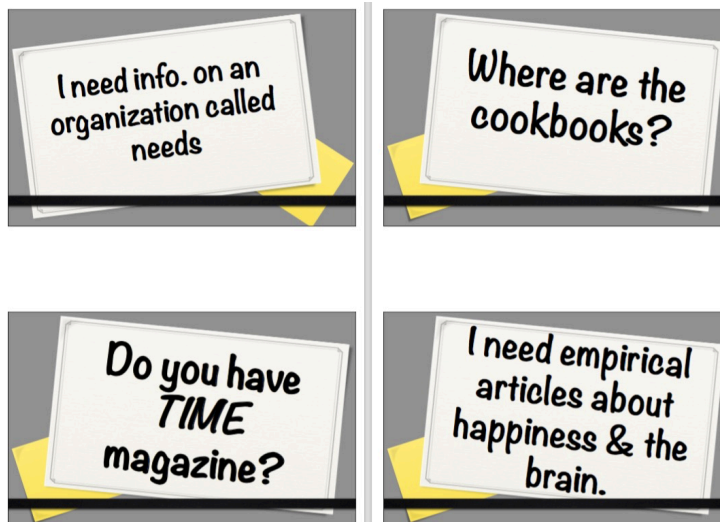 I need info. on an
organization called
needs
Where are the
cookbooks?
Do you have
TIME
magazine?
I need empirical
articles about
happiness & the
brain.